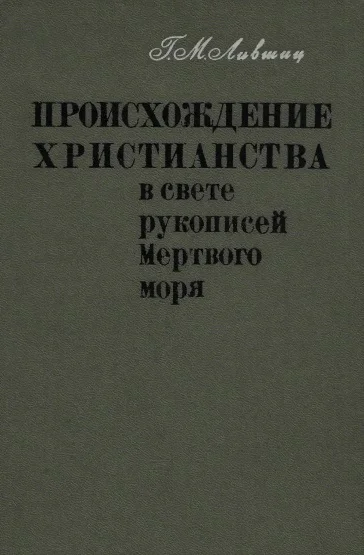 Г. М. Лившиц
ПРОИСХОЖДЕНИЕ
ХРИСТИАНСТВА
в свете
рукописей
Мертвого
моря